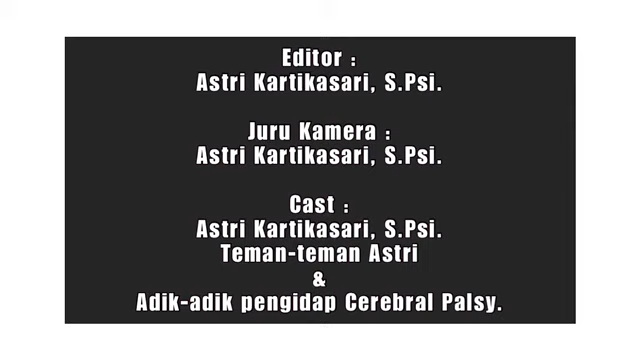 Editor :
Astri Kartikasari, S.Psi.
Juru Kamera :
Astri Kartikasari, S.Psi.
Cast :
Astri Kartikasari, S.Psi.
Teman-teman Astri
&
Adik-adik pengidap Cerebral Palsy.